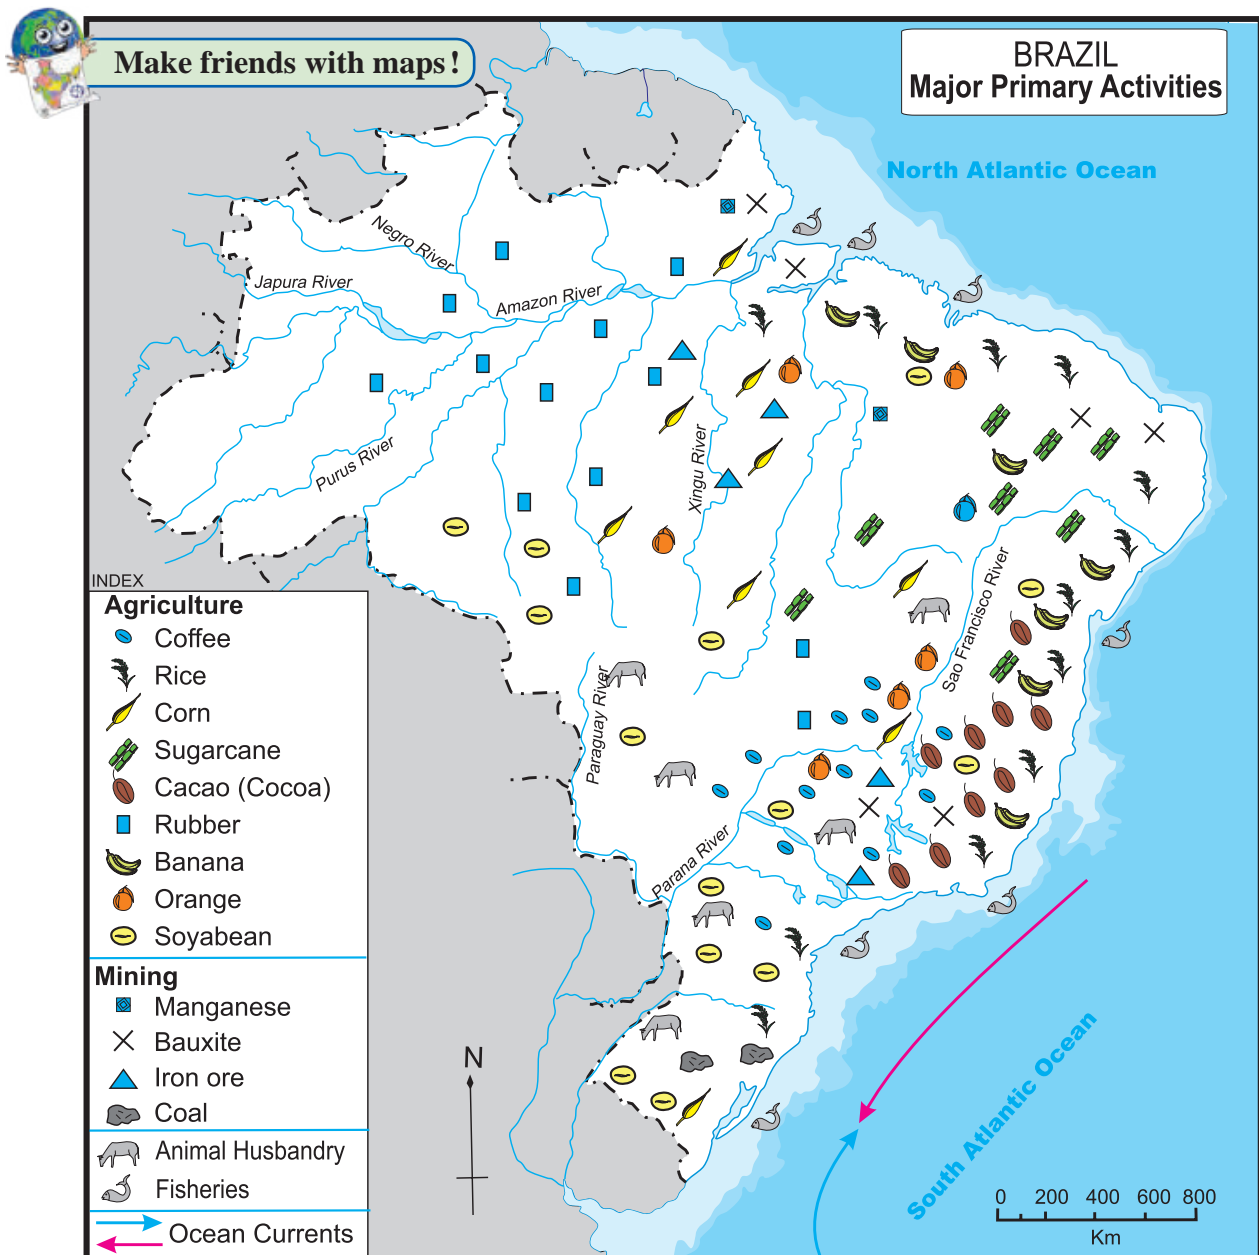 Make friends with maps!
BRAZIL
Major Primary Activities
North Atlantic Ocean
Negro River
Japura River
Amazon River
Purus River
Xingu River
Sao Francisco River
Paraguay River
Parana River
South Atlantic Ocean
INDEX
Agriculture
Coffee
Rice
Corn
Sugarcane
Cacao (Cocoa)
Rubber
Banana
Orange
Soyabean
Mining
Manganese
Bauxite
Iron ore
Coal
Animal Husbandry
Fisheries
Ocean Currents
N
0 200 400 600 800
Km